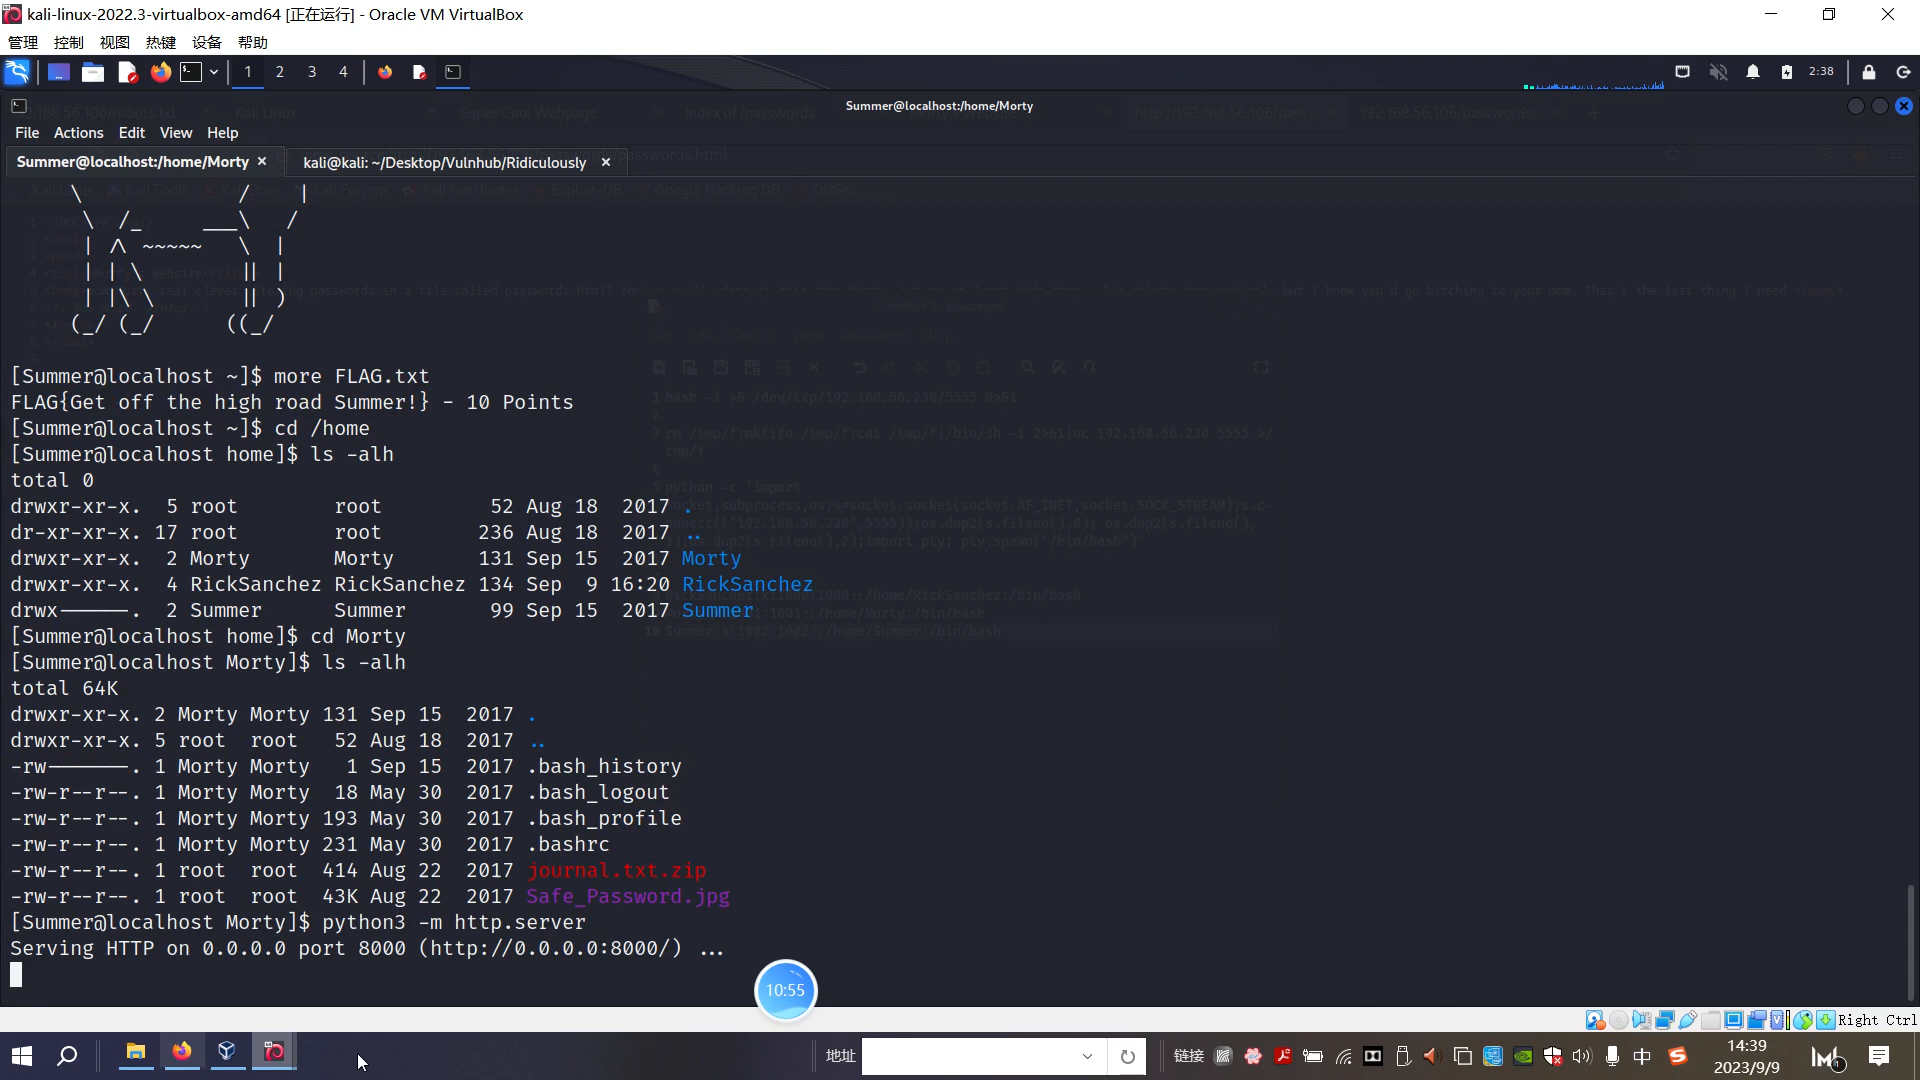 kali-linux-2022.3-virtualbox-amd64 [正在运行] - Oracle VM VirtualBox
管理 控制 视图 热键 设备 帮助
1 2 3 4 2:38
Summer@localhost:/home/Morty
File Actions Edit View Help
Summer@localhost:/home/Morty kali@kali: ~/Desktop/Vulnhub/Ridiculously
[Summer@localhost ~]$ more FLAG.txt
FLAG{Get off the high road Summer!} - 10 Points
[Summer@localhost ~]$ cd /home
[Summer@localhost home]$ ls -alh
total 0
drwxr-xr-x. 5 root root 52 Aug 18 2017 .
dr-xr-xr-x. 17 root root 236 Aug 18 2017 ..
drwxr-xr-x. 2 Morty Morty 131 Sep 15 2017 Morty
drwxr-xr-x. 4 RickSanchez RickSanchez 134 Sep 9 16:20 RickSanchez
drwx------. 2 Summer Summer 99 Sep 15 2017 Summer
[Summer@localhost home]$ cd Morty
[Summer@localhost Morty]$ ls -alh
total 64K
drwxr-xr-x. 2 Morty Morty 131 Sep 15 2017 .
drwxr-xr-x. 5 root root 52 Aug 18 2017 ..
-rw-------. 1 Morty Morty 1 Sep 15 2017 .bash_history
-rw-r--r--. 1 Morty Morty 18 May 30 2017 .bash_logout
-rw-r--r--. 1 Morty Morty 193 May 30 2017 .bash_profile
-rw-r--r--. 1 Morty Morty 231 May 30 2017 .bashrc
-rw-r--r--. 1 root root 414 Aug 22 2017 journal.txt.zip
-rw-r--r--. 1 root root 43K Aug 22 2017 Safe_Password.jpg
[Summer@localhost Morty]$ python3 -m http.server
Serving HTTP on 0.0.0.0 port 8000 (http://0.0.0.0:8000/) ...
10:55
Right Ctrl
地址 链接 中 14:39
2023/9/9